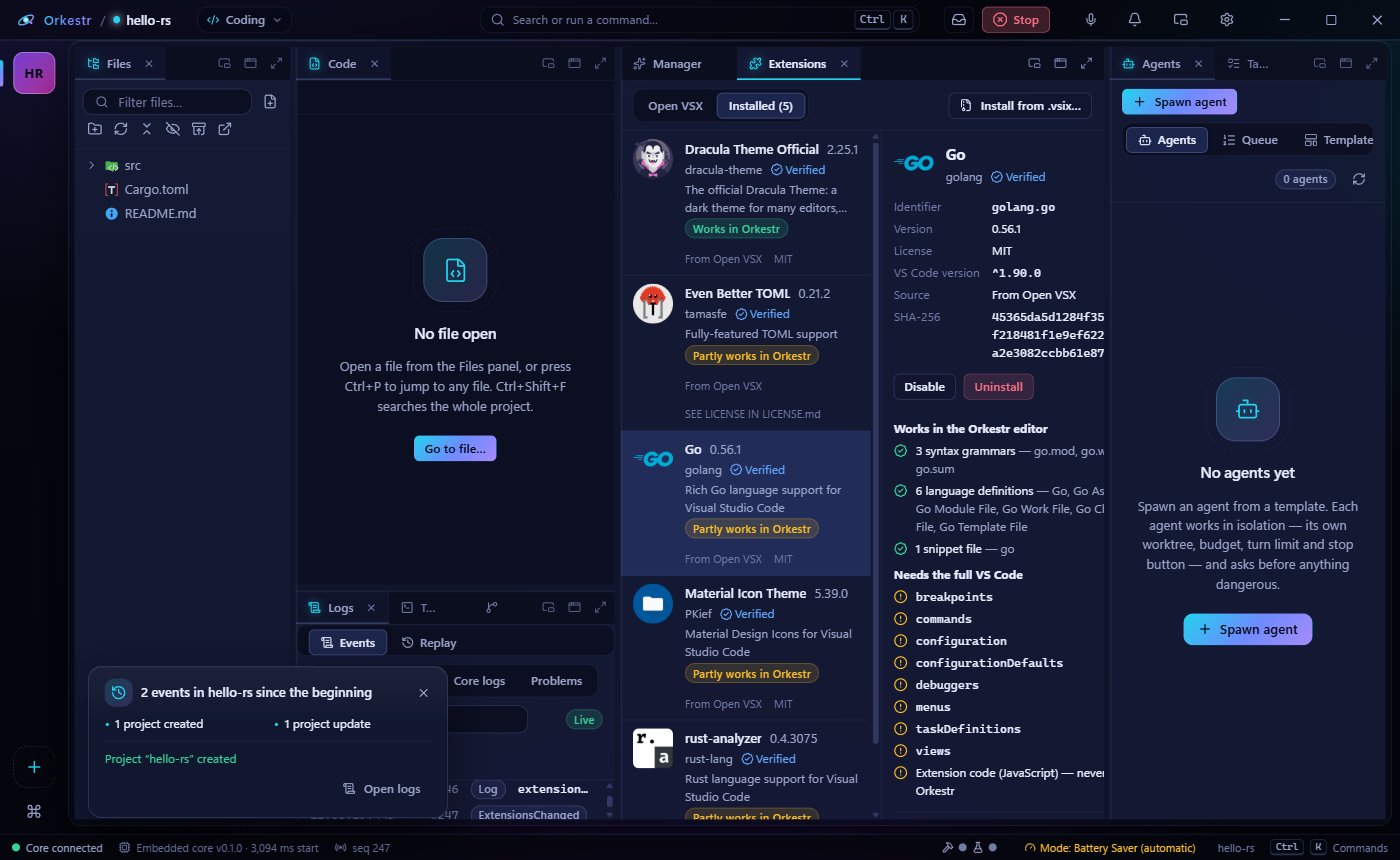 Orkestr / hello-rs
Coding
Search or run a command...
Ctrl K
Stop
HR
Files
Filter files...
src
Cargo.toml
README.md
Code
No file open
Open a file from the Files panel, or press
Ctrl+P to jump to any file. Ctrl+Shift+F
searches the whole project.
Go to file...
Logs
T...
Events
Replay
Core logs
Problems
Live
46 Log extension...
247 ExtensionsChanged
2 events in hello-rs since the beginning
• 1 project created
• 1 project update
Project "hello-rs" created
Open logs
Manager
Extensions
Open VSX
Installed (5)
Install from .vsix...
Dracula Theme Official 2.25.1
dracula-theme Verified
The official Dracula Theme: a
dark theme for many editors,...
Works in Orkestr
From Open VSX MIT
Even Better TOML 0.21.2
tamasfe Verified
Fully-featured TOML support
Partly works in Orkestr
From Open VSX
SEE LICENSE IN LICENSE.md
GO
Go 0.56.1
golang Verified
Rich Go language support for
Visual Studio Code
Partly works in Orkestr
From Open VSX MIT
Material Icon Theme 5.39.0
PKief Verified
Material Design Icons for Visual
Studio Code
Partly works in Orkestr
From Open VSX MIT
r.
a
rust-analyzer 0.4.3075
rust-lang Verified
Rust language support for Visual
Studio Code
Partly works in Orkestr
GO
Go
golang Verified
Identifier golang.go
Version 0.56.1
License MIT
VS Code version ^1.90.0
Source From Open VSX
SHA-256 45365da5d1284f35
f218481f1e9ef622
a2e3082ccbb61e87
Disable
Uninstall
Works in the Orkestr editor
3 syntax grammars — go.mod, go.w
go.sum
6 language definitions — Go, Go As
Go Module File, Go Work File, Go Ch
File, Go Template File
1 snippet file — go
Needs the full VS Code
breakpoints
commands
configuration
configurationDefaults
debuggers
menus
taskDefinitions
views
Extension code (JavaScript) — never
Orkestr
Agents
Ta...
Spawn agent
Agents
Queue
Template
0 agents
No agents yet
Spawn an agent from a template. Each
agent works in isolation — its own
worktree, budget, turn limit and stop
button — and asks before anything
dangerous.
Spawn agent
Core connected
Embedded core v0.1.0 · 3,094 ms start
seq 247
Mode: Battery Saver (automatic)
hello-rs
Ctrl K Commands